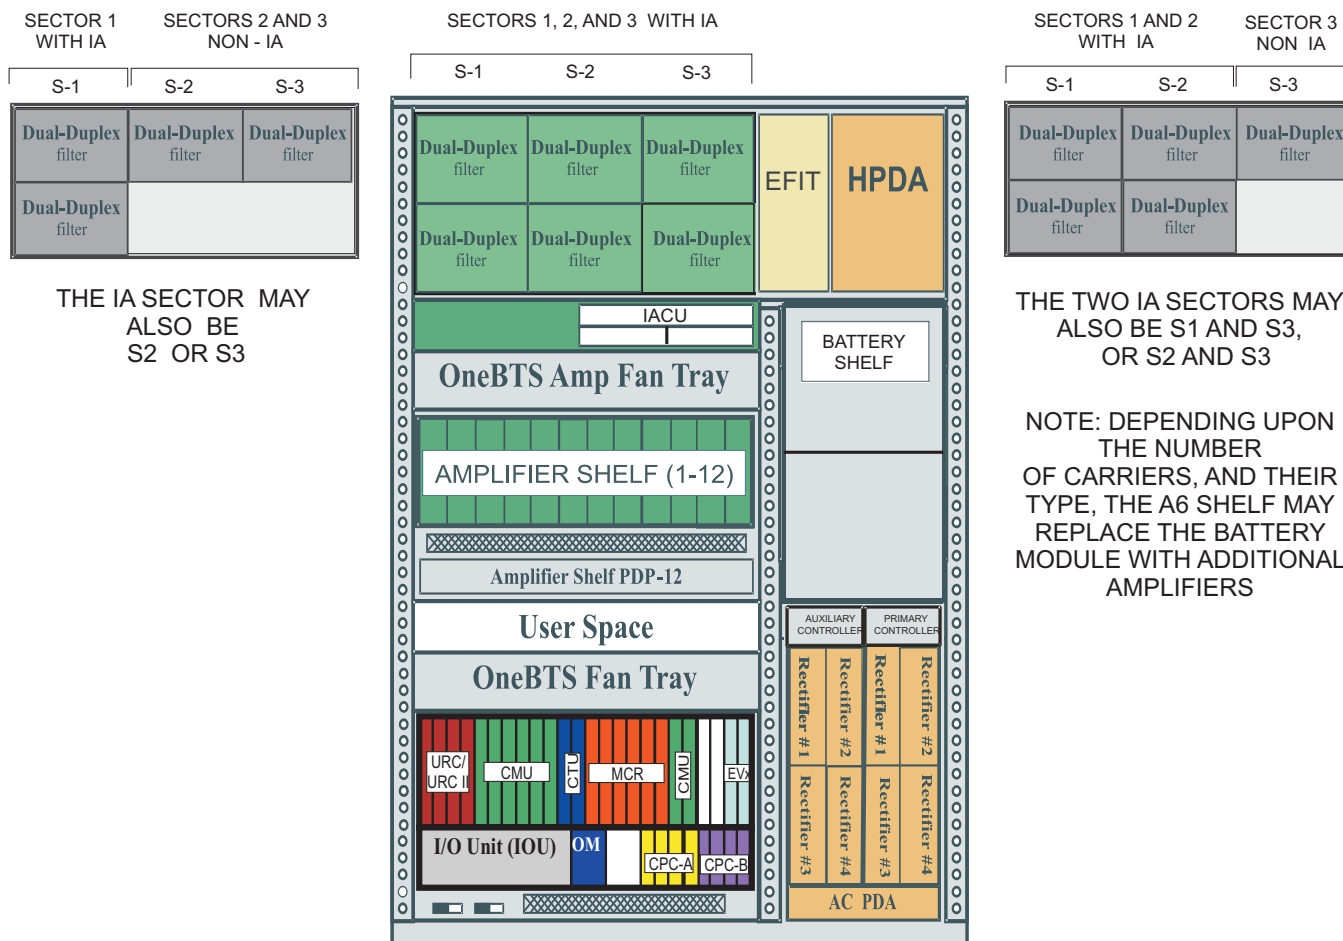 SECTOR 1
WITH IA
SECTORS 2 AND 3
NON - IA
S-1
S-2
S-3
Dual-Duplex
filter
Dual-Duplex
filter
Dual-Duplex
filter
Dual-Duplex
filter
THE IA SECTOR MAY
ALSO BE
S2 OR S3
SECTORS 1, 2, AND 3 WITH IA
S-1
S-2
S-3
Dual-Duplex
filter
Dual-Duplex
filter
Dual-Duplex
filter
Dual-Duplex
filter
Dual-Duplex
filter
Dual-Duplex
filter
EFIT
HPDA
IACU
OneBTS Amp Fan Tray
AMPLIFIER SHELF (1-12)
Amplifier Shelf PDP-12
User Space
OneBTS Fan Tray
URC/
URC II
CMU
CTU
MCR
CMU
EVx
I/O Unit (IOU)
OM
CPC-A
CPC-B
BATTERY
SHELF
AUXILIARY
CONTROLLER
PRIMARY
CONTROLLER
Rectifier #1
Rectifier #2
Rectifier #1
Rectifier #2
Rectifier #3
Rectifier #4
Rectifier #3
Rectifier #4
AC PDA
SECTORS 1 AND 2
WITH IA
SECTOR 3
NON IA
S-1
S-2
S-3
Dual-Duplex
filter
Dual-Duplex
filter
Dual-Duplex
filter
Dual-Duplex
filter
Dual-Duplex
filter
THE TWO IA SECTORS MAY
ALSO BE S1 AND S3,
OR S2 AND S3
NOTE: DEPENDING UPON
THE NUMBER
OF CARRIERS, AND THEIR
TYPE, THE A6 SHELF MAY
REPLACE THE BATTERY
MODULE WITH ADDITIONAL
AMPLIFIERS